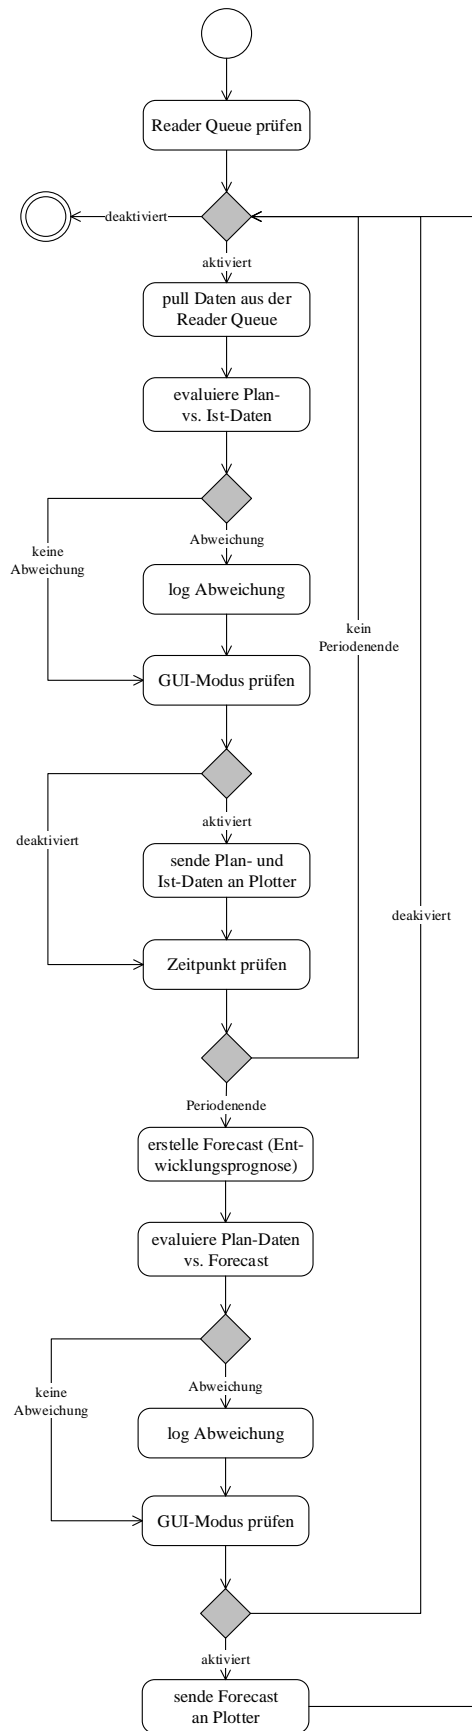 Reader Queue prüfen
deaktiviert
aktiviert
pull Daten aus der
Reader Queue
evaluiere Plan-
vs. Ist-Daten
Abweichung
keine
Abweichung
log Abweichung
kein
Periodenende
GUI-Modus prüfen
aktiviert
deaktiviert
sende Plan- und
Ist-Daten an Plotter
deakiviert
Zeitpunkt prüfen
Periodenende
erstelle Forecast (Ent-
wicklungsprognose)
evaluiere Plan-Daten
vs. Forecast
Abweichung
keine
Abweichung
log Abweichung
GUI-Modus prüfen
aktiviert
sende Forecast
an Plotter